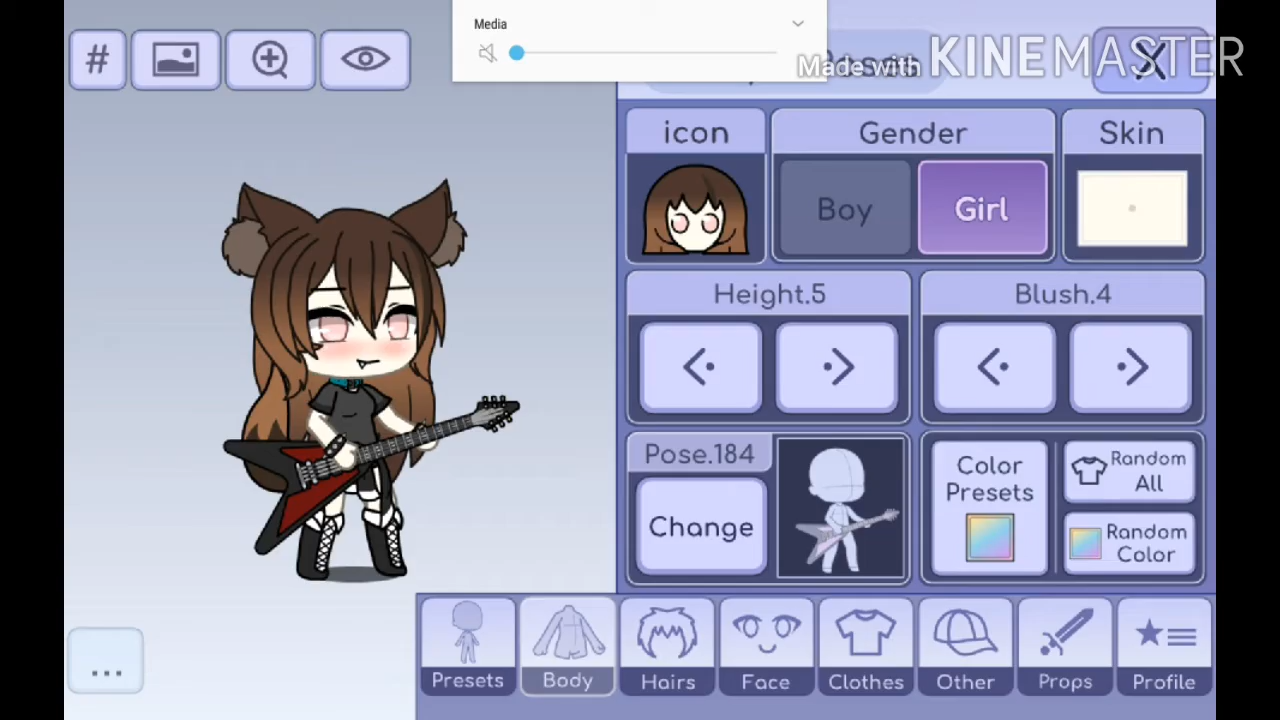 Media
Made with KINEMASTER
#
icon
Gender
Skin
Boy
Girl
Height.5
Blush.4
Pose.184
Change
Color
Presets
Random
All
Random
Color
...
Presets
Body
Hairs
Face
Clothes
Other
Props
Profile